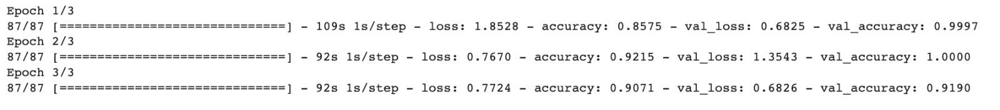 Epoch 1/3
87/87 [==============================] - 109s 1s/step - loss: 1.8528 - accuracy: 0.8575 - val_loss: 0.6825 - val_accuracy: 0.9997
Epoch 2/3
87/87 [==============================] - 92s 1s/step - loss: 0.7670 - accuracy: 0.9215 - val_loss: 1.3543 - val_accuracy: 1.0000
Epoch 3/3
87/87 [==============================] - 92s 1s/step - loss: 0.7724 - accuracy: 0.9071 - val_loss: 0.6826 - val_accuracy: 0.9190